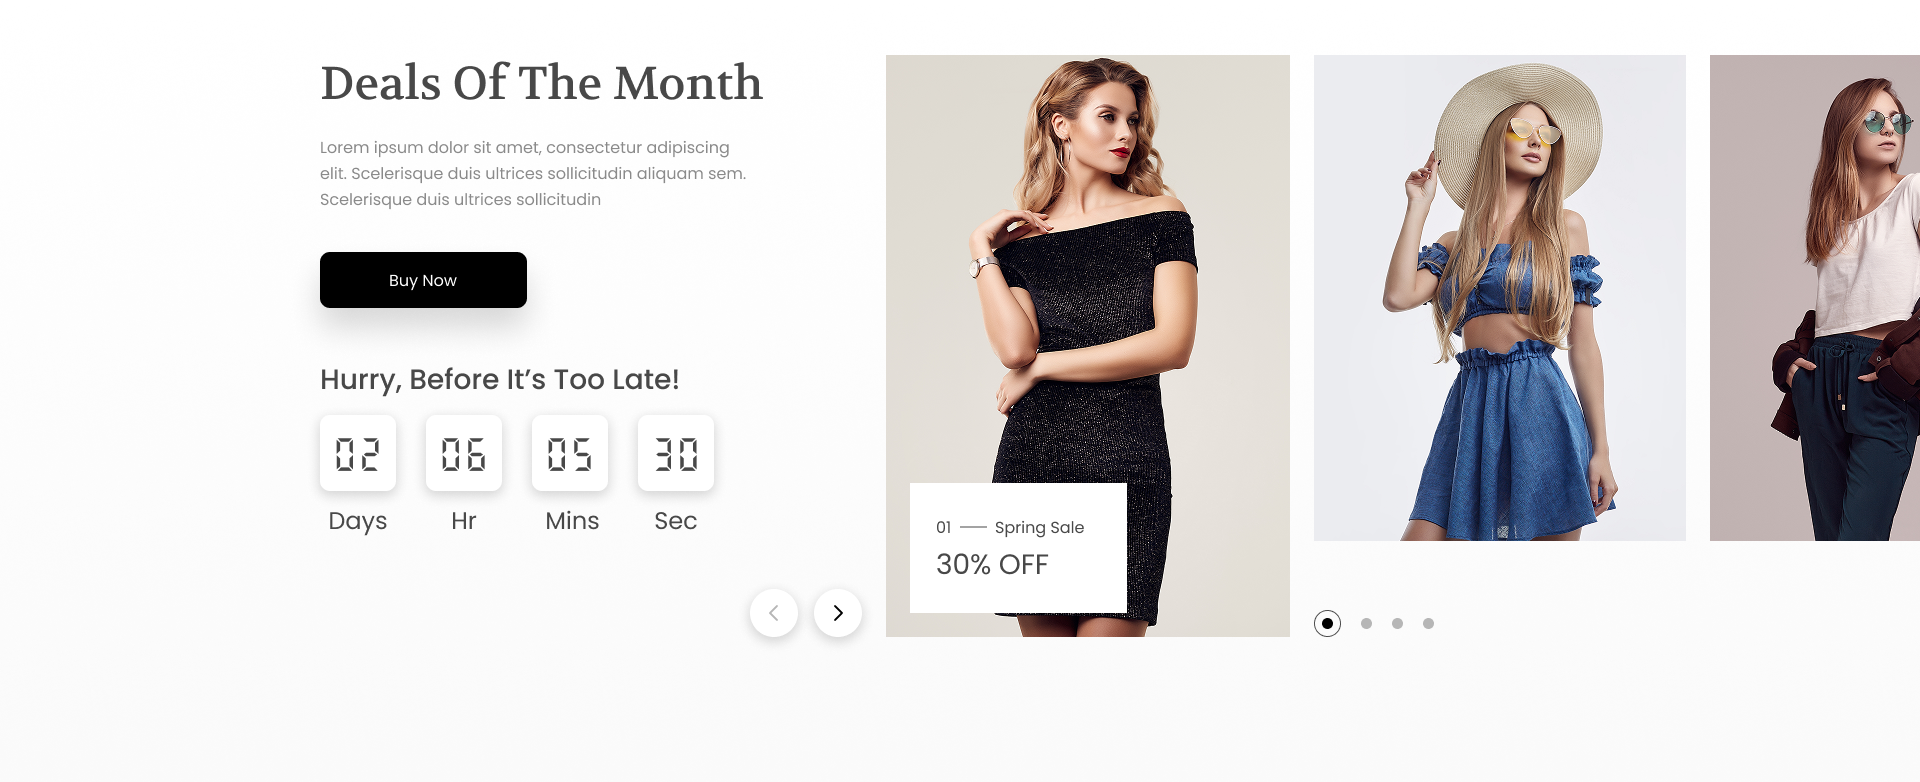 Deals Of The Month
Lorem ipsum dolor sit amet, consectetur adipiscing
elit. Scelerisque duis ultrices sollicitudin aliquam sem.
Scelerisque duis ultrices sollicitudin
Buy Now
Hurry, Before It’s Too Late!
02 06 05 30
Days Hr Mins Sec
01 — Spring Sale
30% OFF